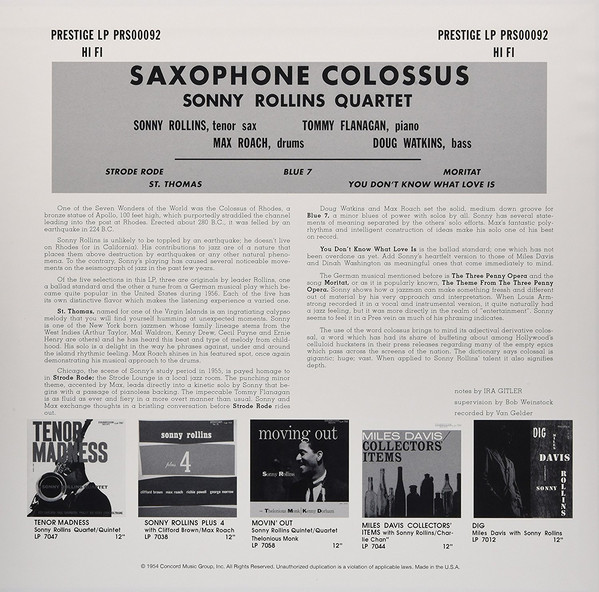 PRESTIGE LP PRS00092
HI FI
PRESTIGE LP PRS00092
HI FI
SAXOPHONE COLOSSUS
SONNY ROLLINS QUARTET
SONNY ROLLINS, tenor sax TOMMY FLANAGAN, piano
MAX ROACH, drums DOUG WATKINS, bass
STRODE RODE BLUE 7 MORITAT
ST. THOMAS YOU DON'T KNOW WHAT LOVE IS
One of the Seven Wonders of the World was the Colossus of Rhodes, a
bronze statue of Apollo, 100 feet high, which purportedly straddled the channel
leading into the post at Rhodes. Erected about 280 B.C., it was felled by an
earthquake in 224 B.C.
Sonny Rollins is unlikely to be toppled by an earthquake; he doesn't live
on Rhodes (or in California). His contributions to jazz are of a nature that
places them above destruction by earthquakes or any other natural pheno-
mena. To the contrary, Sonny's playing has caused several noticeable move-
ments on the seismograph of jazz in the past few years.
Of the five selections in this LP, three are originals by leader Rollins, one
a ballad standard and the other a tune from a German musical play which be-
came quite popular in the United States during 1956. Each of the five has
its own distinctive flavor which makes the listening experience a varied one.
St. Thomas, named for one of the Virgin Islands is an ingratiating calypso
melody that you will find yourself humming at unexpected moments. Sonny
is one of the New York born jazzmen whose family lineage stems from the
West Indies (Arthur Taylor, Mal Waldron, Kenny Drew, Cecil Payne and Ernie
Henry are others) and he has heard this beat and type of melody from child-
hood. His solo is a delight in the way he phrases against, under and around
the island rhythmic feeling. Max Roach shines in his featured spot, once again
demonstrating his musical approach to the drums.
Chicago, the scene of Sonny's study period in 1955, is payed homage to
in Strode Rode; the Strode Lounge is a local jazz room. The punching minor
theme, accented by Max, leads directly into a kinetic solo by Sonny that be-
gins with a passage of pianoless backing. The impeccable Tommy Flanagan
is as fluid as ever and fiery in a more overt manner than usual. Sonny and
Max exchange thoughts in a bristling conversation before Strode Rode rides
out.
Doug Watkins and Max Roach set the solid, medium down groove for
Blue 7, a minor blues of power with solos by all. Sonny has several state-
ments of meaning separated by the others' solo efforts. Max's fantastic poly-
rhythms and intelligent construction of ideas make his solo one of his best
on record.
You Don't Know What Love Is is the ballad standard; one which has not
been overdone as yet. Add Sonny's heartfelt version to those of Miles Davis
and Dinah Washington as meaningful ones that come immediately to mind.
The German musical mentioned before is The Three Penny Opera and the
song Moritat, or as it is popularly known, The Theme From The Three Penny
Opera. Sonny shows how a jazzman can make something fresh and different
out of material by his very approach and interpretation. When Louis Arm-
strong recorded it in a vocal and instrumental version, it quite naturally had
a jazz feeling, but it was more directly in the realm of "entertainment". Sonny
seems to feel it in a Pres vein as much of his phrasing indicates.
The use of the word colossus brings to mind its adjectival derivative colos-
sal, a word which has had its share of buffeting about among Hollywood's
celluloid hucksters in their press releases regarding many of the empty epics
which pass across the screens of the nation. The dictionary says colossal is
gigantic; huge; vast. When applied to Sonny Rollins' talent it also signifies
depth.
notes by IRA GITLER
supervision by Bob Weinstock
recorded by Van Gelder
TENOR
MADNESS
SONNY ROLLINS QUARTET
sonny rollins
plus 4
clifford brown max roach richie powell george morrow
moving out
Sonny Rollins
Thelonious Monk/Kenny Dorham
MILES DAVIS
COLLECTORS
ITEMS
DIG
MILES
DAVIS
SONNY
ROLLINS
TENOR MADNESS
Sonny Rollins Quartet/Quintet
LP 7047 12"
SONNY ROLLINS PLUS 4
with Clifford Brown/Max Roach
LP 7038 12"
MOVIN' OUT
Sonny Rollins Quintet/Quartet
Thelonious Monk
LP 7058 12"
MILES DAVIS COLLECTORS'
ITEMS with Sonny Rollins/Char-
lie Chan"
LP 7044 12"
DIG
Miles Davis with Sonny Rollins
LP 7012 12"
© 1954 Concord Music Group, Inc. All Rights Reserved. Unauthorized duplication is a violation of applicable laws. Made in the U.S.A.